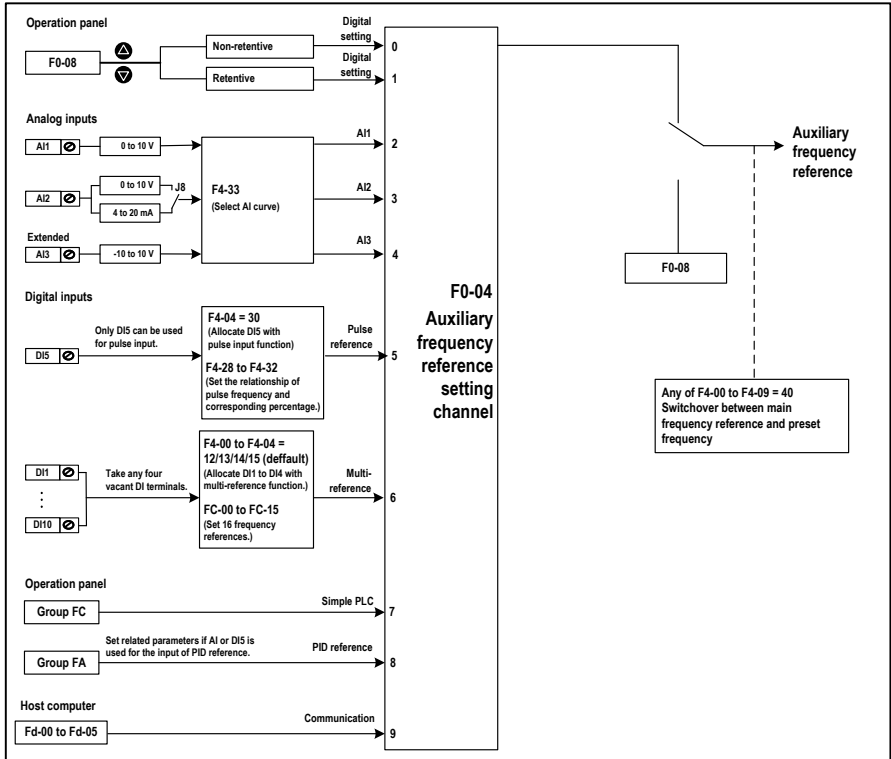 Operation panel
F0-08
Non-retentive
Retentive
Digital
setting
0
Digital
setting
1
Analog inputs
AI1
0 to 10 V
AI2
0 to 10 V
4 to 20 mA
J8
Extended
AI3
-10 to 10 V
F4-33
(Select AI curve)
AI1
2
AI2
3
AI3
4
Digital inputs
DI5
Only DI5 can be used
for pulse input.
F4-04 = 30
(Allocate DI5 with
pulse input function)
F4-28 to F4-32
(Set the relationship of
pulse frequency and
corresponding percentage.)
Pulse
reference
5
DI1
DI10
Take any four
vacant DI terminals.
F4-00 to F4-04 =
12/13/14/15 (deffault)
(Allocate DI1 to DI4 with
multi-reference function.)
FC-00 to FC-15
(Set 16 frequency
references.)
Multi-
reference
6
Operation panel
Group FC
Simple PLC
7
Group FA
Set related parameters if AI or DI5 is
used for the input of PID reference.
PID reference
8
Host computer
Fd-00 to Fd-05
Communication
9
F0-04
Auxiliary
frequency
reference
setting
channel
Auxiliary
frequency
reference
F0-08
Any of F4-00 to F4-09 = 40
Switchover between main
frequency reference and preset
frequency